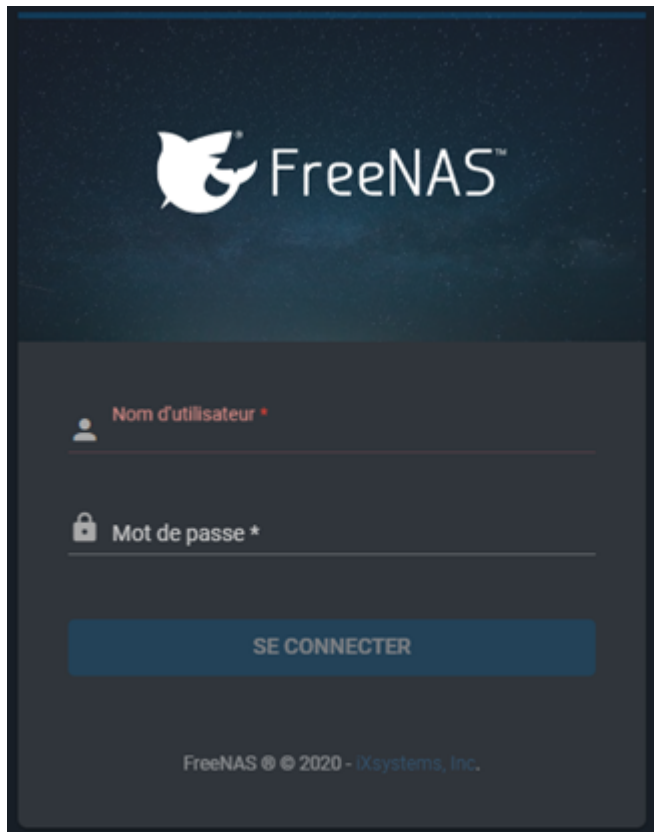 FreeNAS™
Nom d'utilisateur *
Mot de passe *
SE CONNECTER
FreeNAS ® © 2020 - iXsystems, Inc.